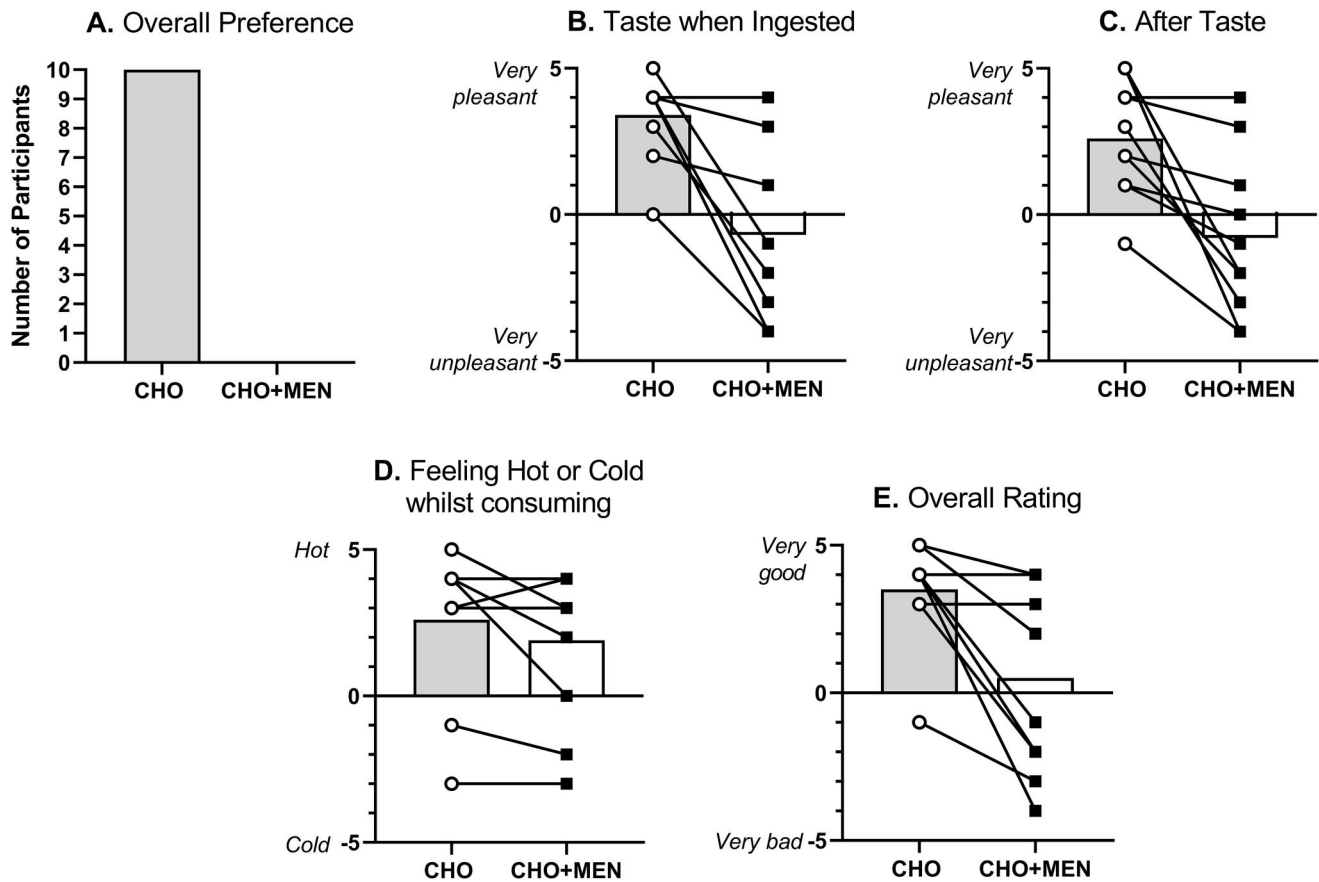 A. Overall Preference
Number of Participants
10
9
8
7
6
5
4
3
2
1
0
CHO
CHO+MEN
B. Taste when Ingested
Very
pleasant
5
0
Very
unpleasant -5
CHO
CHO+MEN
C. After Taste
Very
pleasant
5
0
Very
unpleasant -5
CHO
CHO+MEN
D. Feeling Hot or Cold
whilst consuming
Hot
5
0
Cold -5
CHO
CHO+MEN
E. Overall Rating
Very
good
5
0
Very bad -5
CHO
CHO+MEN